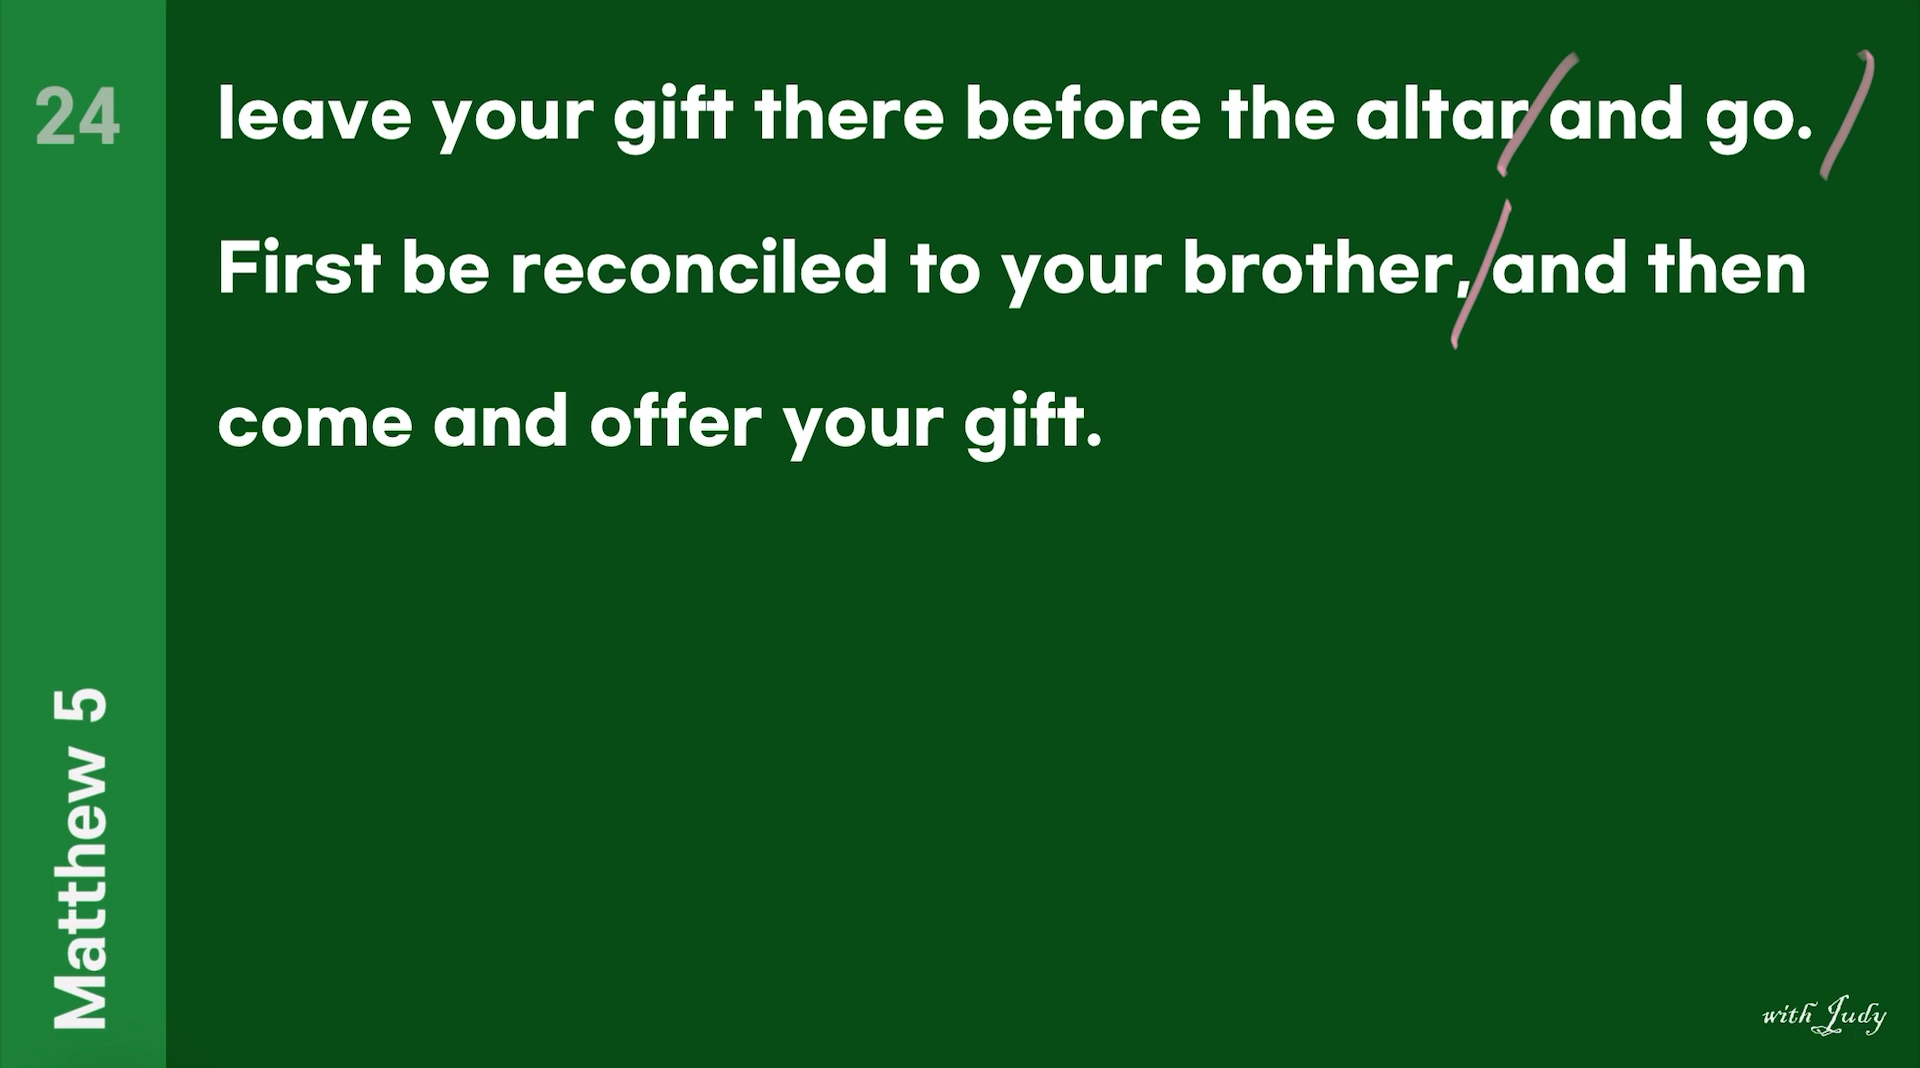 24
leave your gift there before the altar and go.
First be reconciled to your brother, and then
come and offer your gift.
Matthew 5
with Judy